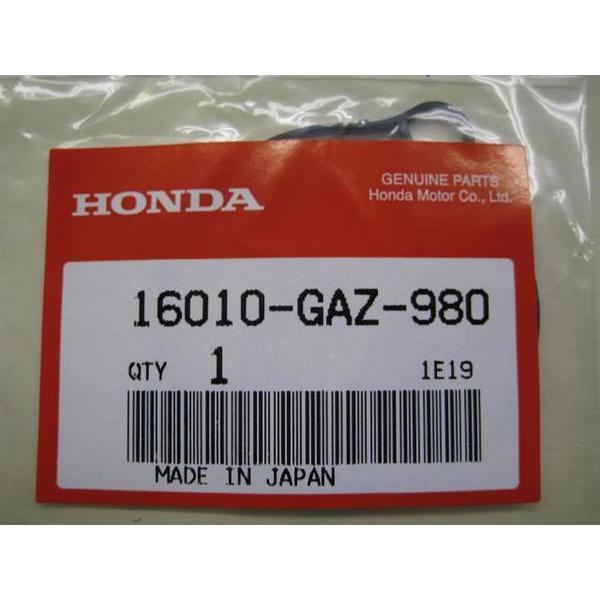 HONDA
GENUINE PARTS
Honda Motor Co., Ltd.
16010-GAZ-980
QTY 1 1E19
MADE IN JAPAN